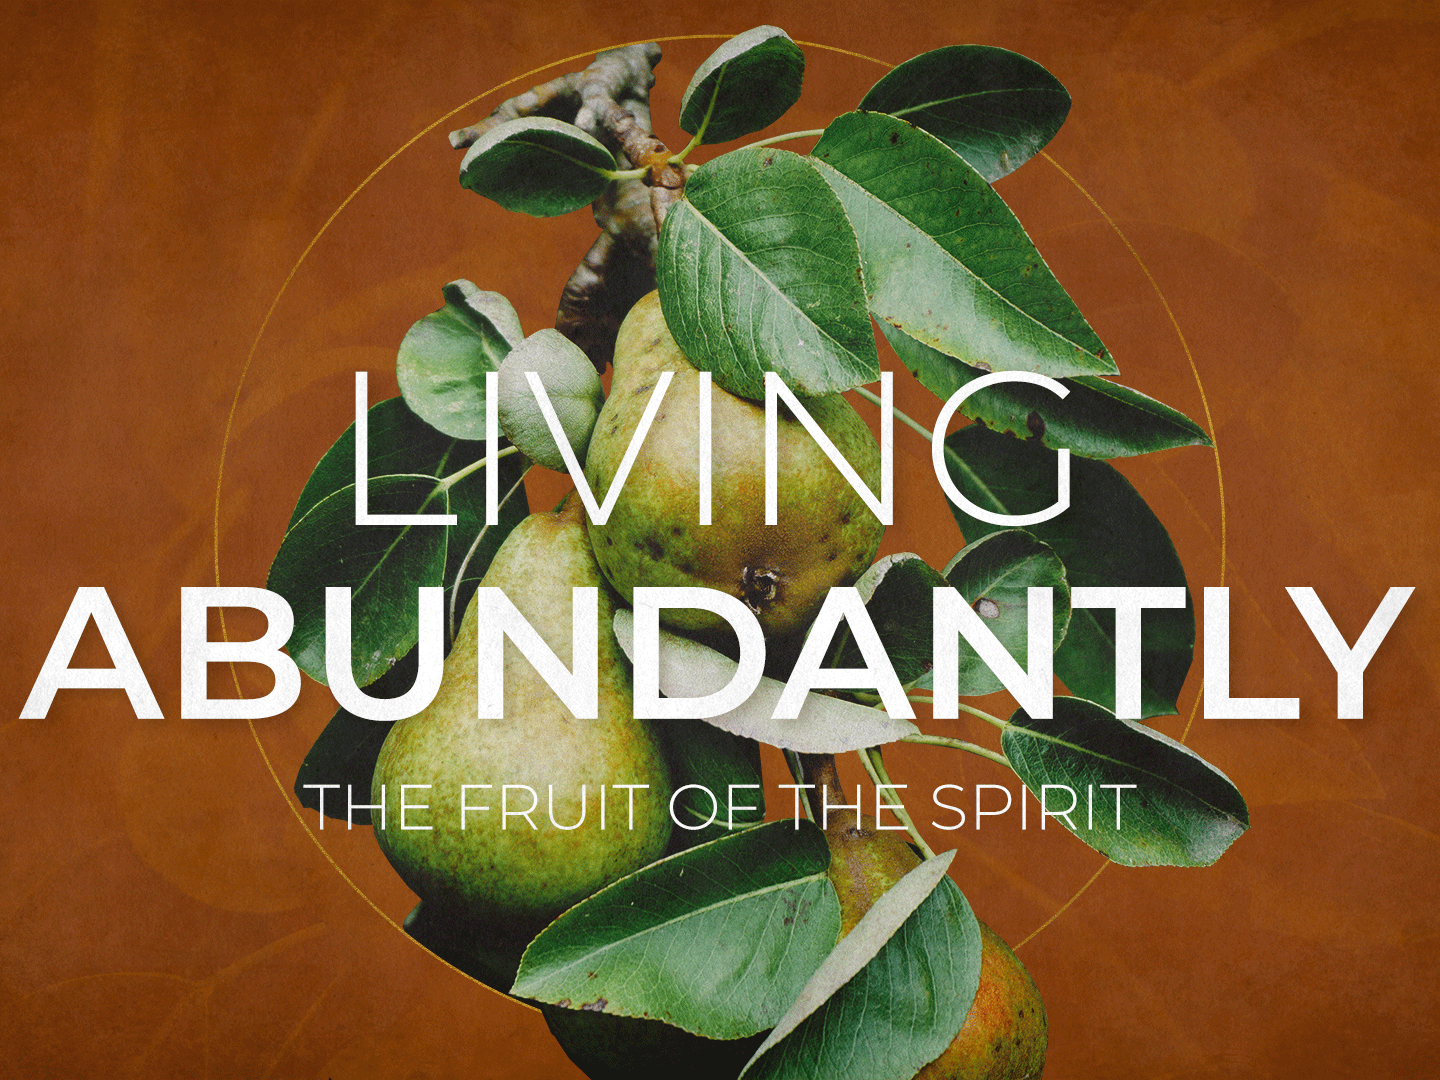 LIVING
ABUNDANTLY
THE FRUIT OF THE SPIRIT